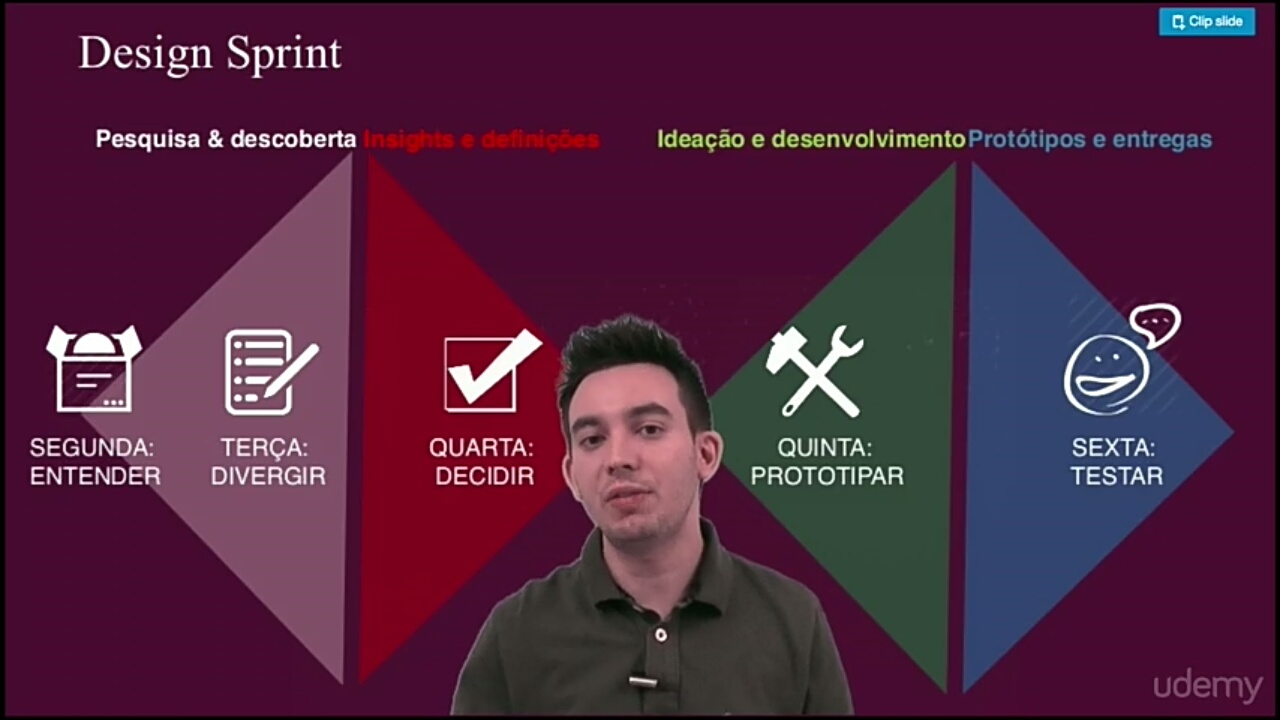 Clip slide
Design Sprint
Pesquisa & descoberta Insights e definições Ideação e desenvolvimento Protótipos e entregas
SEGUNDA:
ENTENDER
TERÇA:
DIVERGIR
QUARTA:
DECIDIR
QUINTA:
PROTOTIPAR
SEXTA:
TESTAR
udemy